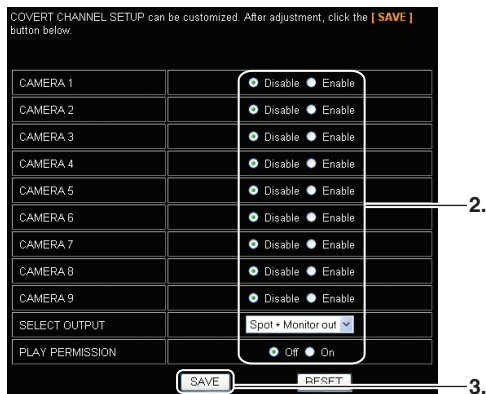 COVERT CHANNEL SETUP can be customized. After adjustment, click the [ SAVE ]
button below.
CAMERA 1 Disable Enable
CAMERA 2 Disable Enable
CAMERA 3 Disable Enable
CAMERA 4 Disable Enable
CAMERA 5 Disable Enable
CAMERA 6 Disable Enable
2.
CAMERA 7 Disable Enable
CAMERA 8 Disable Enable
CAMERA 9 Disable Enable
SELECT OUTPUT Spot + Monitor out
PLAY PERMISSION Off On
SAVE RESET
3.